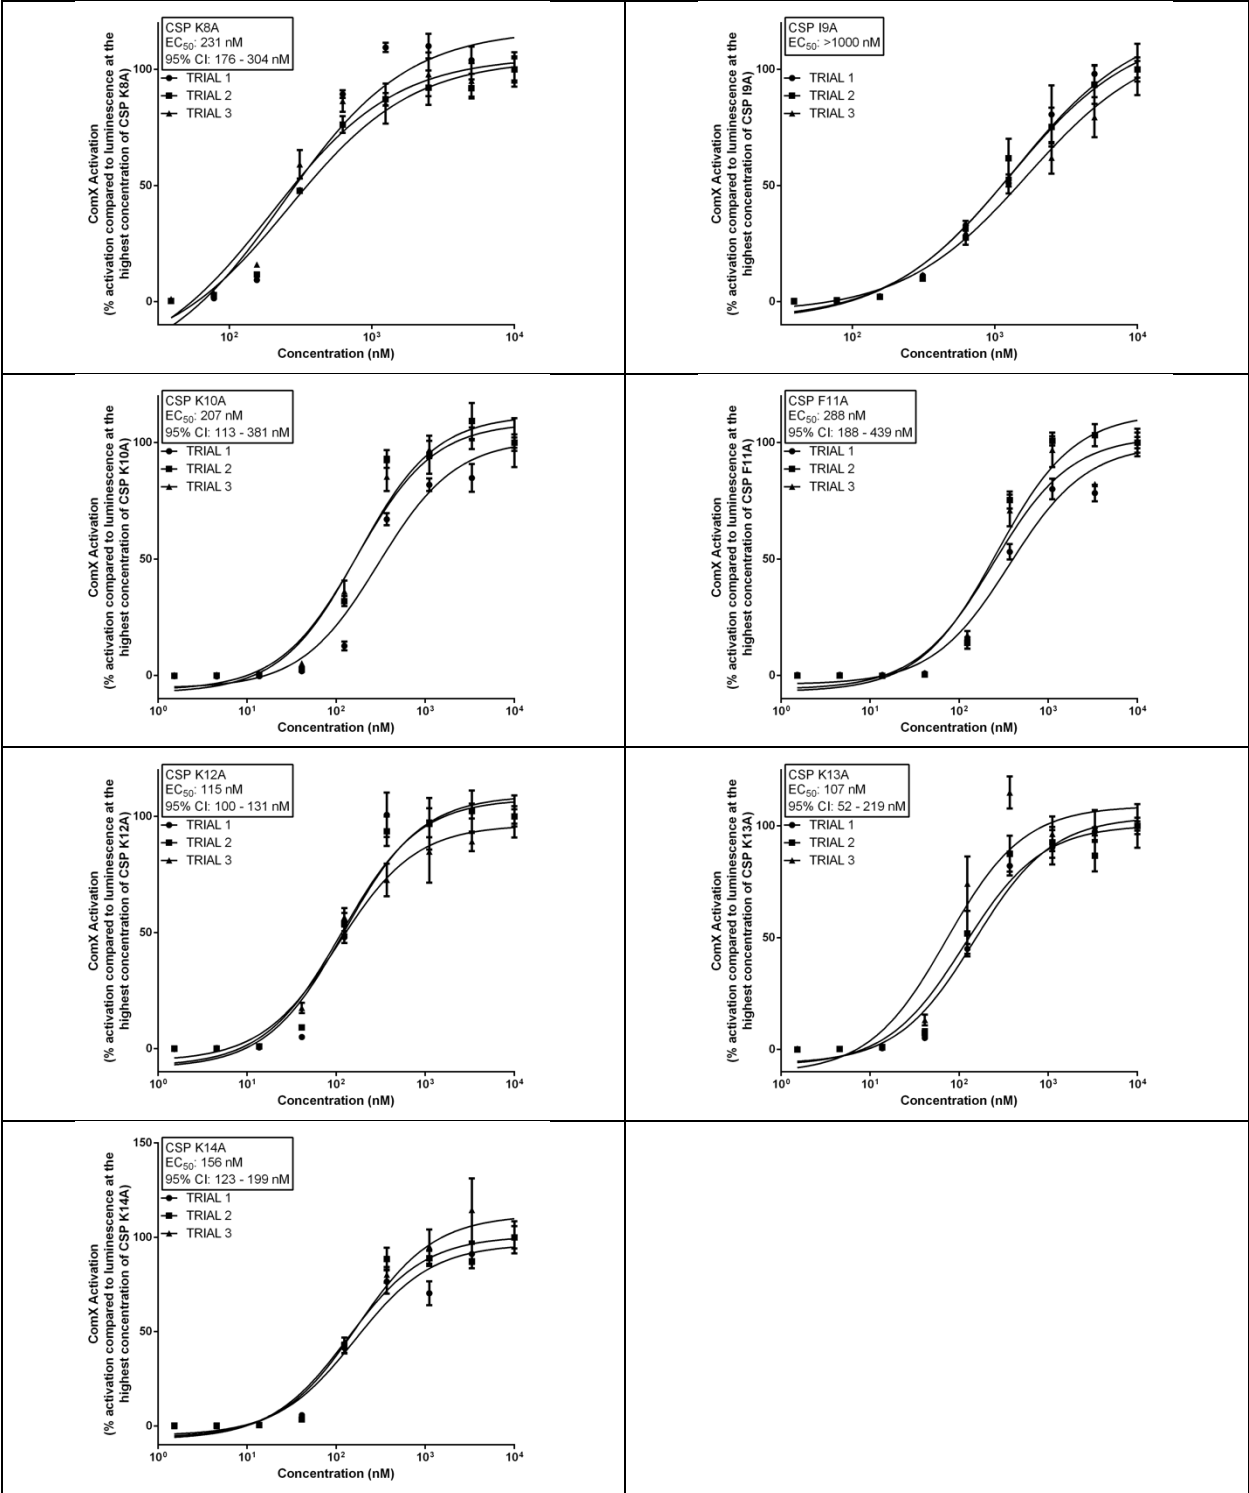 CSP K8A
EC50: 231 nM
95% CI: 176 - 304 nM
TRIAL 1
TRIAL 2
TRIAL 3
ComX Activation
(% activation compared to luminescence at the
highest concentration of CSP K8A)
100
50
0
10²
10³
10⁴
Concentration (nM)
CSP I9A
EC50: >1000 nM
TRIAL 1
TRIAL 2
TRIAL 3
ComX Activation
(% activation compared to luminescence at the
highest concentration of CSP I9A)
100
50
0
10²
10³
10⁴
Concentration (nM)
CSP K10A
EC50: 207 nM
95% CI: 113 - 381 nM
TRIAL 1
TRIAL 2
TRIAL 3
ComX Activation
(% activation compared to luminescence at the
highest concentration of CSP K10A)
100
50
0
10⁰
10¹
10²
10³
10⁴
Concentration (nM)
CSP F11A
EC50: 288 nM
95% CI: 188 - 439 nM
TRIAL 1
TRIAL 2
TRIAL 3
ComX Activation
(% activation compared to luminescence at the
highest concentration of CSP F11A)
100
50
0
10⁰
10¹
10²
10³
10⁴
Concentration (nM)
CSP K12A
EC50: 115 nM
95% CI: 100 - 131 nM
TRIAL 1
TRIAL 2
TRIAL 3
ComX Activation
(% activation compared to luminescence at the
highest concentration of CSP K12A)
100
50
0
10⁰
10¹
10²
10³
10⁴
Concentration (nM)
CSP K13A
EC50: 107 nM
95% CI: 52 - 219 nM
TRIAL 1
TRIAL 2
TRIAL 3
ComX Activation
(% activation compared to luminescence at the
highest concentration of CSP K13A)
100
50
0
10⁰
10¹
10²
10³
10⁴
Concentration (nM)
CSP K14A
EC50: 156 nM
95% CI: 123 - 199 nM
TRIAL 1
TRIAL 2
TRIAL 3
ComX Activation
(% activation compared to luminescence at the
highest concentration of CSP K14A)
150
100
50
0
10⁰
10¹
10²
10³
10⁴
Concentration (nM)